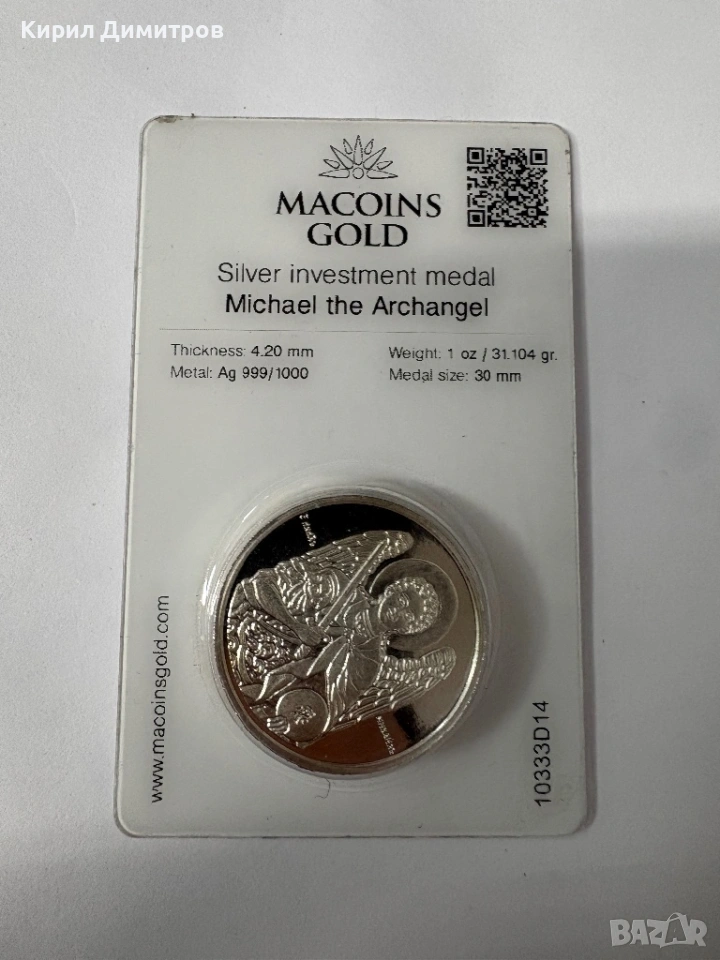 Кирил Димитров
MACOINS
GOLD
Silver investment medal
Michael the Archangel
Thickness: 4.20 mm
Weight: 1 oz / 31.104 gr.
Metal: Ag 999/1000
Medal size: 30 mm
www.macoinsgold.com
10333D14
BAZAR